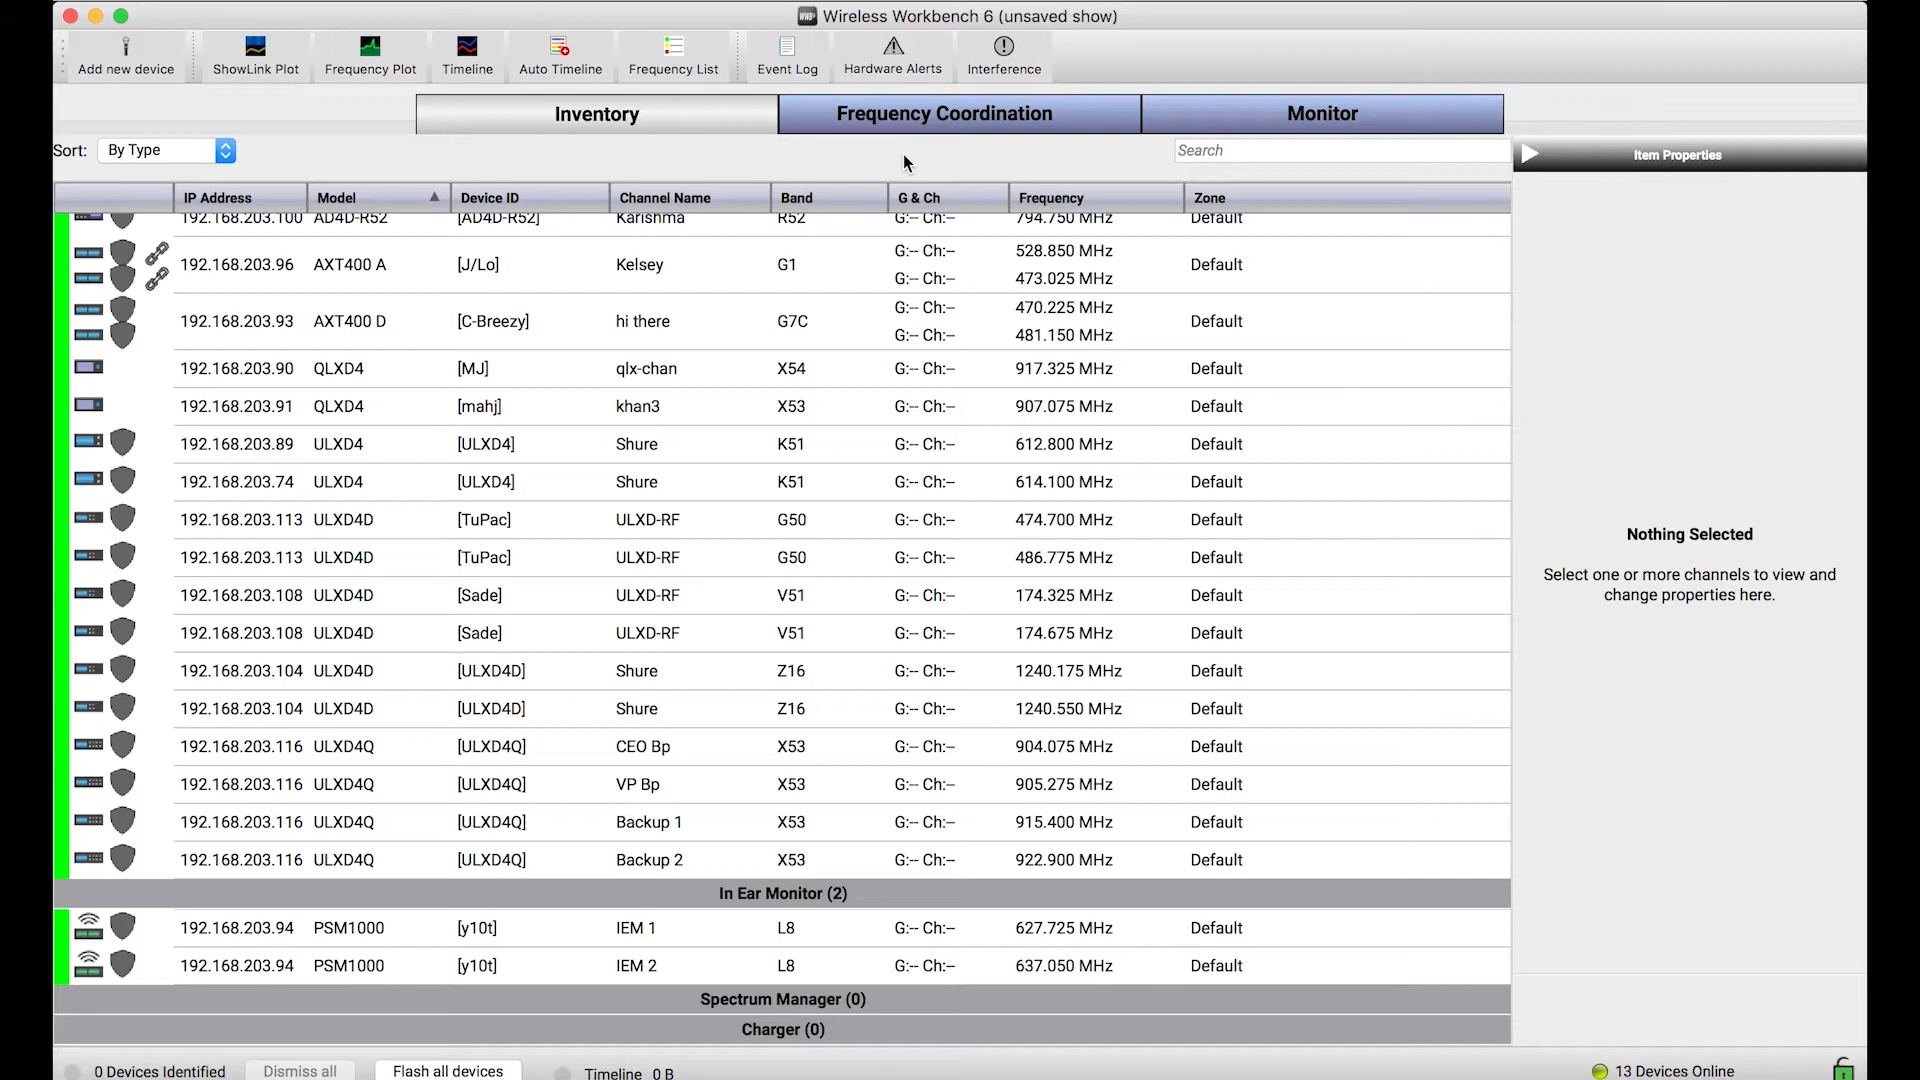 Wireless Workbench 6 (unsaved show)
Add new device ShowLink Plot Frequency Plot Timeline Auto Timeline Frequency List Event Log Hardware Alerts Interference
Inventory Frequency Coordination Monitor
Sort: By Type Search Item Properties
IP Address Model Device ID Channel Name Band G & Ch Frequency Zone
192.168.203.100 AD4D-R52 [AD4D-R52] Karishma R52 G:-- Ch:-- 794.750 MHz Default
192.168.203.96 AXT400 A [J/Lo] Kelsey G1 G:-- Ch:-- 528.850 MHz Default
G:-- Ch:-- 473.025 MHz
192.168.203.93 AXT400 D [C-Breezy] hi there G7C G:-- Ch:-- 470.225 MHz Default
G:-- Ch:-- 481.150 MHz
192.168.203.90 QLXD4 [MJ] qlx-chan X54 G:-- Ch:-- 917.325 MHz Default
192.168.203.91 QLXD4 [mahj] khan3 X53 G:-- Ch:-- 907.075 MHz Default
192.168.203.89 ULXD4 [ULXD4] Shure K51 G:-- Ch:-- 612.800 MHz Default
192.168.203.74 ULXD4 [ULXD4] Shure K51 G:-- Ch:-- 614.100 MHz Default
192.168.203.113 ULXD4D [TuPac] ULXD-RF G50 G:-- Ch:-- 474.700 MHz Default
192.168.203.113 ULXD4D [TuPac] ULXD-RF G50 G:-- Ch:-- 486.775 MHz Default
192.168.203.108 ULXD4D [Sade] ULXD-RF V51 G:-- Ch:-- 174.325 MHz Default
192.168.203.108 ULXD4D [Sade] ULXD-RF V51 G:-- Ch:-- 174.675 MHz Default
192.168.203.104 ULXD4D [ULXD4D] Shure Z16 G:-- Ch:-- 1240.175 MHz Default
192.168.203.104 ULXD4D [ULXD4D] Shure Z16 G:-- Ch:-- 1240.550 MHz Default
192.168.203.116 ULXD4Q [ULXD4Q] CEO Bp X53 G:-- Ch:-- 904.075 MHz Default
192.168.203.116 ULXD4Q [ULXD4Q] VP Bp X53 G:-- Ch:-- 905.275 MHz Default
192.168.203.116 ULXD4Q [ULXD4Q] Backup 1 X53 G:-- Ch:-- 915.400 MHz Default
192.168.203.116 ULXD4Q [ULXD4Q] Backup 2 X53 G:-- Ch:-- 922.900 MHz Default
In Ear Monitor (2)
192.168.203.94 PSM1000 [y10t] IEM 1 L8 G:-- Ch:-- 627.725 MHz Default
192.168.203.94 PSM1000 [y10t] IEM 2 L8 G:-- Ch:-- 637.050 MHz Default
Spectrum Manager (0)
Charger (0)
Nothing Selected
Select one or more channels to view and
change properties here.
0 Devices Identified Dismiss all Flash all devices Timeline 0 B 13 Devices Online